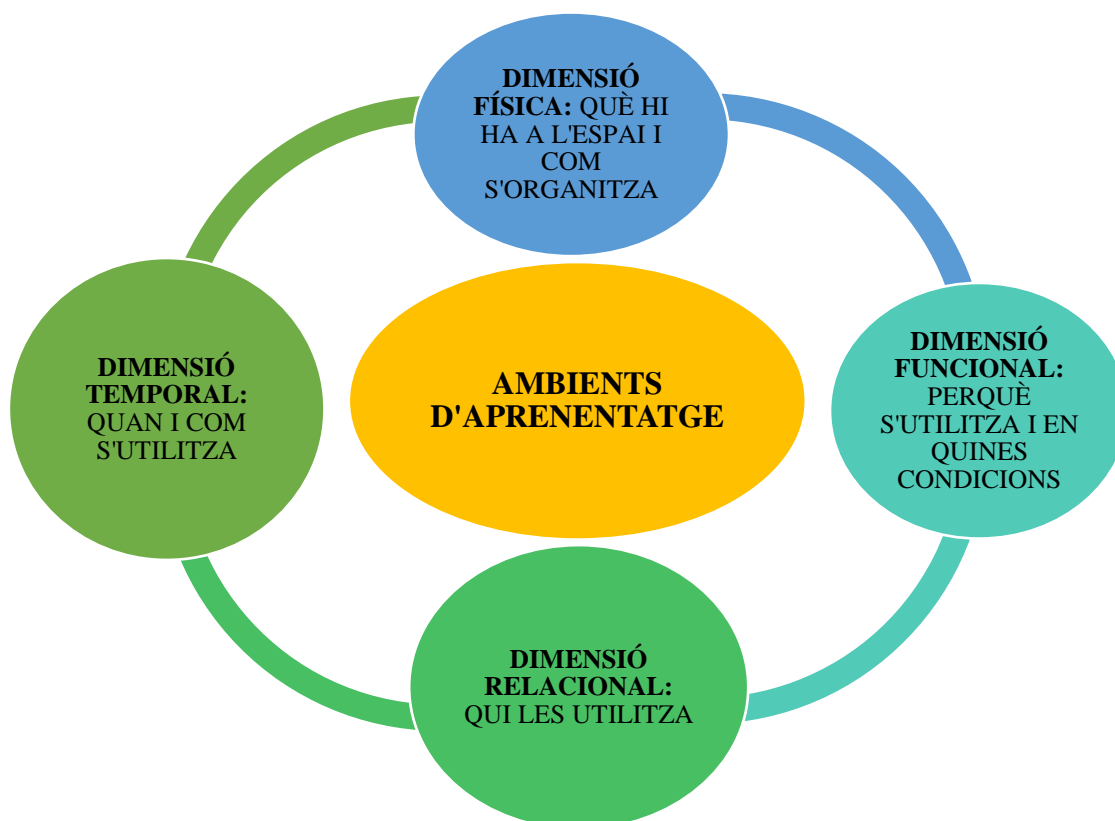 DIMENSIÓ
FÍSICA: QUÈ HI
HA A L'ESPAI I
COM
S'ORGANITZA
DIMENSIÓ
TEMPORAL:
QUAN I COM
S'UTILITZA
AMBIENTS
D'APRENENTATGE
DIMENSIÓ
FUNCIONAL:
PERQUÈ
S'UTILITZA I EN
QUINES
CONDICIONS
DIMENSIÓ
RELACIONAL:
QUI LES UTILITZA